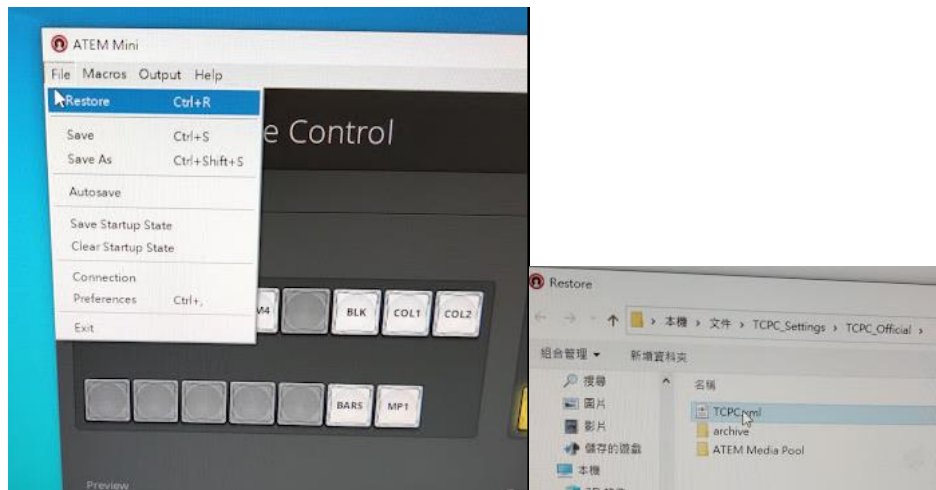 ATEM Mini
File Macros Output Help
Restore Ctrl+R
Save Ctrl+S
Save As Ctrl+Shift+S
Autosave
Save Startup State
Clear Startup State
Connection
Preferences Ctrl+,
Exit
e Control
M4 BLK COL1 COL2
BARS MP1
Preview
Restore
本機 › 文件 › TCPC_Settings › TCPC_Official ›
組合管理 新增資料夾
搜尋
圖片
影片
儲存的遊戲
本機
名稱
TCPC.xml
archive
ATEM Media Pool